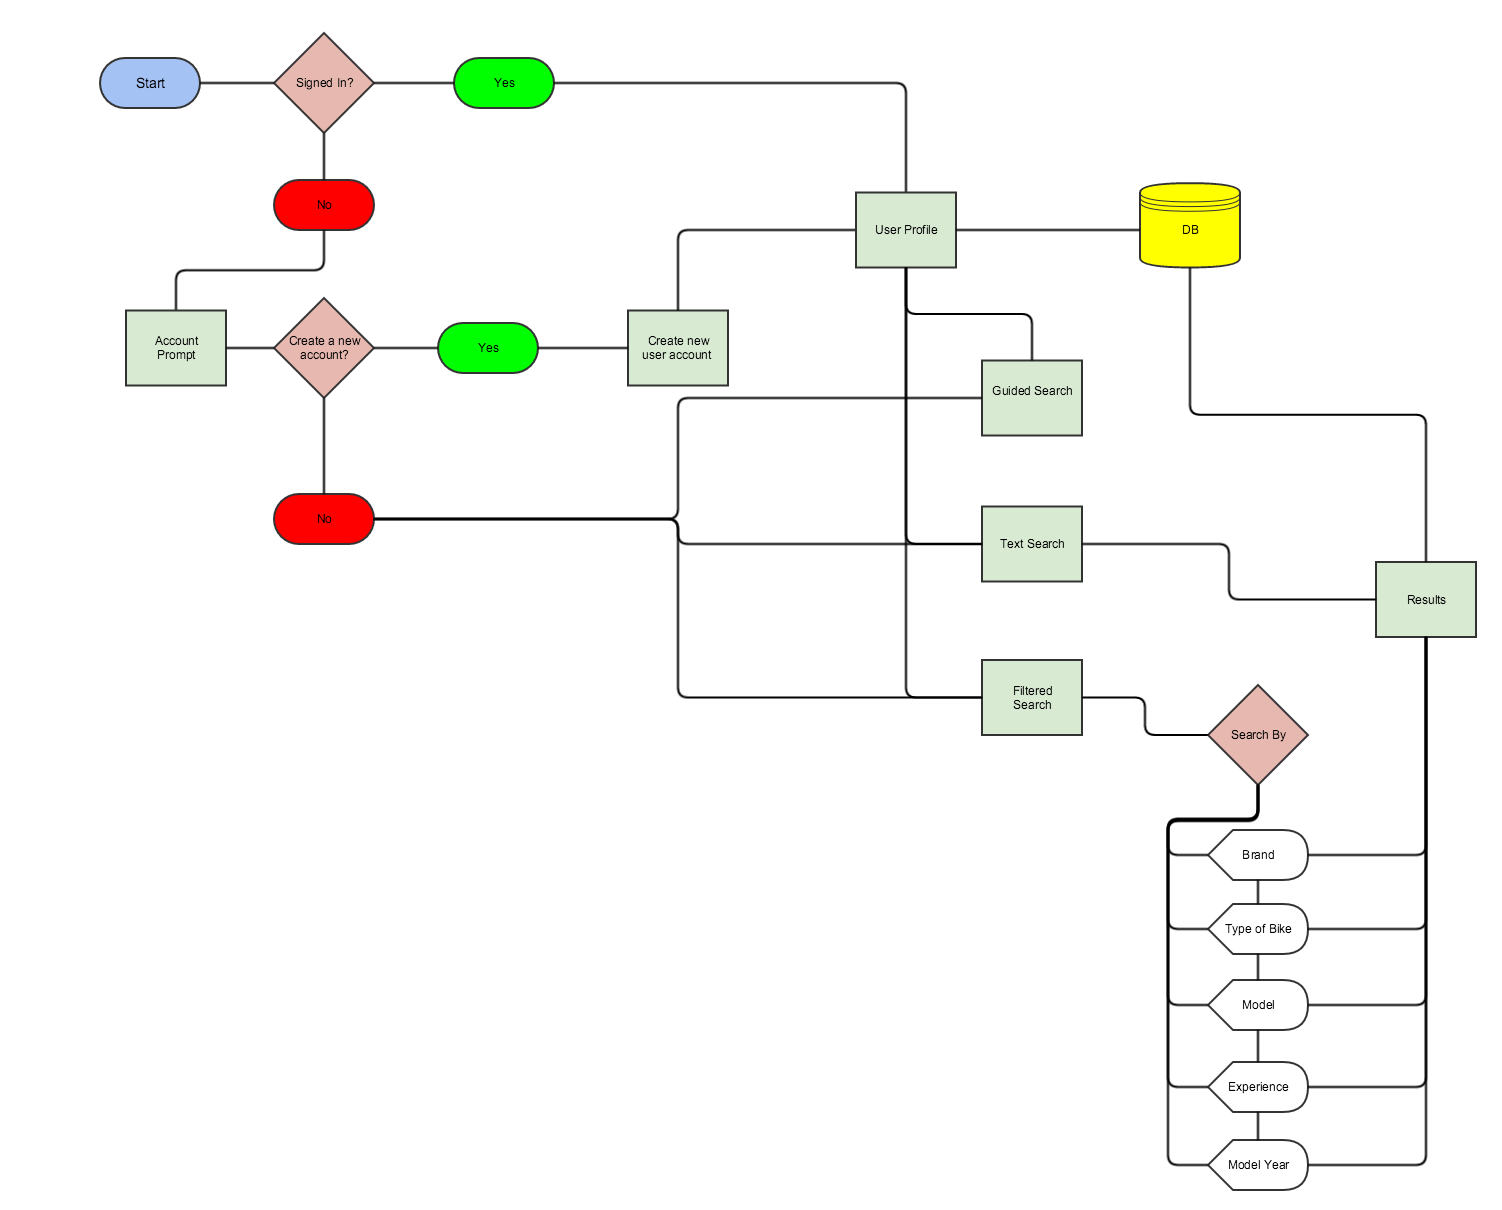 Start
Signed In?
Yes
No
User Profile
DB
Account
Prompt
Create a new
account?
Yes
Create new
user account
Guided Search
No
Text Search
Results
Filtered
Search
Search By
Brand
Type of Bike
Model
Experience
Model Year